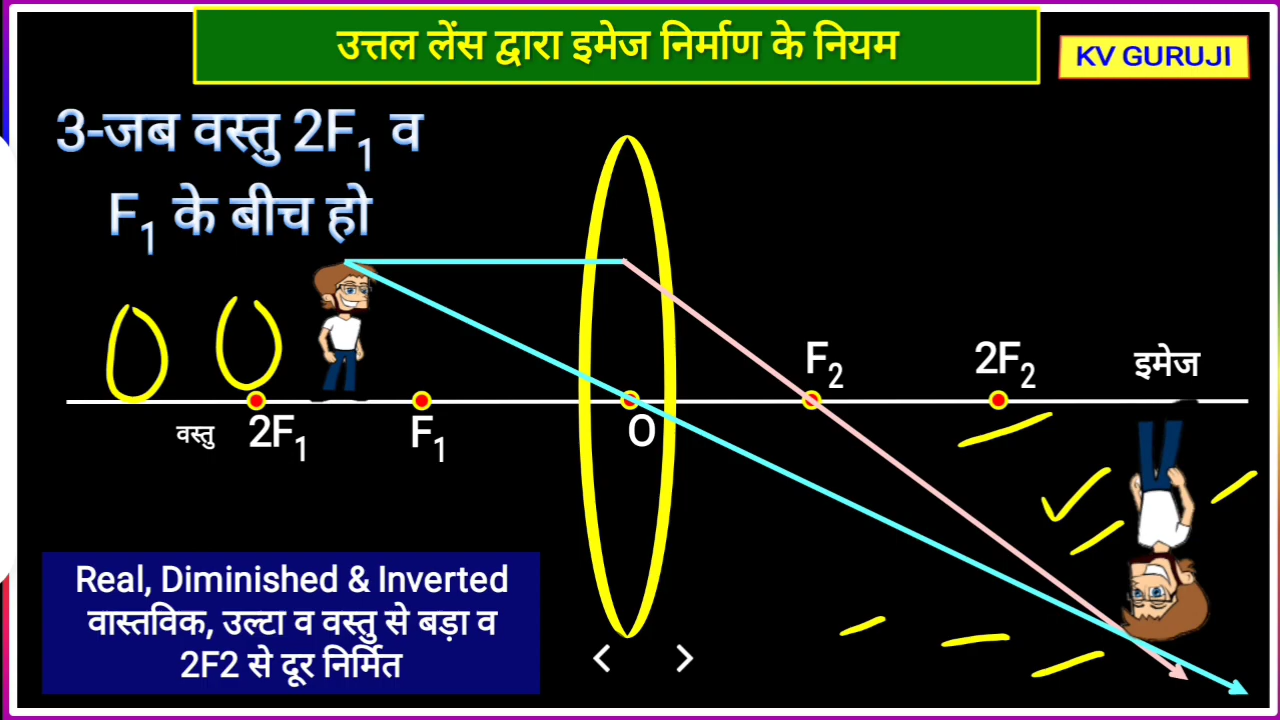 उत्तल लेंस द्वारा इमेज निर्माण के नियम
KV GURUJI
3-जब वस्तु 2F₁ व
F₁ के बीच हो
F₂
2F₂
इमेज
वस्तु
2F₁
F₁
O
Real, Diminished & Inverted
वास्तविक, उल्टा व वस्तु से बड़ा व
2F2 से दूर निर्मित